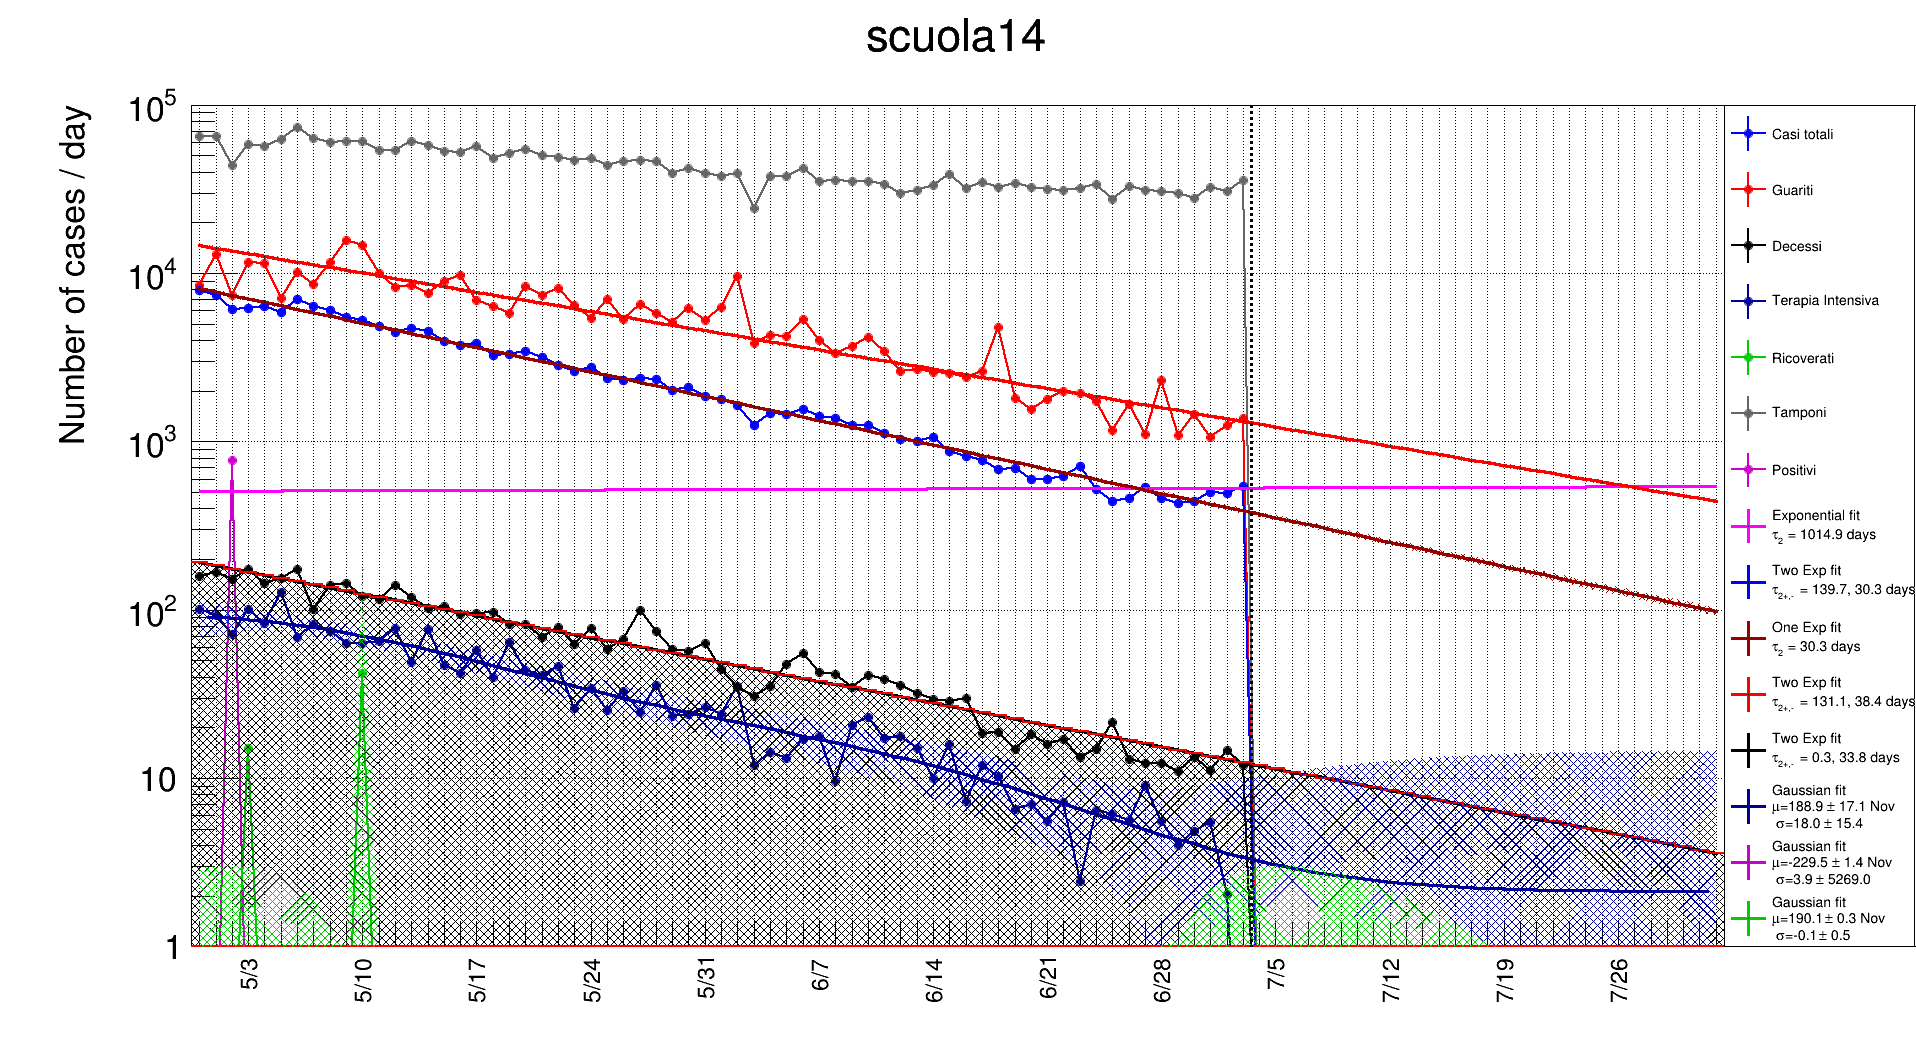 scuola14
Number of cases / day
10^5
10^4
10^3
10^2
10
1
5/3
5/10
5/17
5/24
5/31
6/7
6/14
6/21
6/28
7/5
7/12
7/19
7/26
Casi totali
Guariti
Decessi
Terapia Intensiva
Ricoverati
Tamponi
Positivi
Exponential fit
τ2 = 1014.9 days
Two Exp fit
τ2+,- = 139.7, 30.3 days
One Exp fit
τ2 = 30.3 days
Two Exp fit
τ2+,- = 131.1, 38.4 days
Two Exp fit
τ2+,- = 0.3, 33.8 days
Gaussian fit
μ=188.9 ± 17.1 Nov
σ=18.0 ± 15.4
Gaussian fit
μ=-229.5 ± 1.4 Nov
σ=3.9 ± 5269.0
Gaussian fit
μ=190.1 ± 0.3 Nov
σ=-0.1 ± 0.5